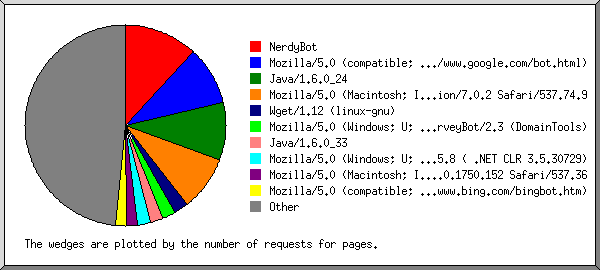 NerdyBot
Mozilla/5.0 (compatible; .../www.google.com/bot.html)
Java/1.6.0_24
Mozilla/5.0 (Macintosh; I...ion/7.0.2 Safari/537.74.9
Wget/1.12 (linux-gnu)
Mozilla/5.0 (Windows; U; ...rveyBot/2.3 (DomainTools)
Java/1.6.0_33
Mozilla/5.0 (Windows; U; ...5.8 ( .NET CLR 3.5.30729)
Mozilla/5.0 (Macintosh; I....0.1750.152 Safari/537.36
Mozilla/5.0 (compatible; ...www.bing.com/bingbot.htm)
Other
The wedges are plotted by the number of requests for pages.